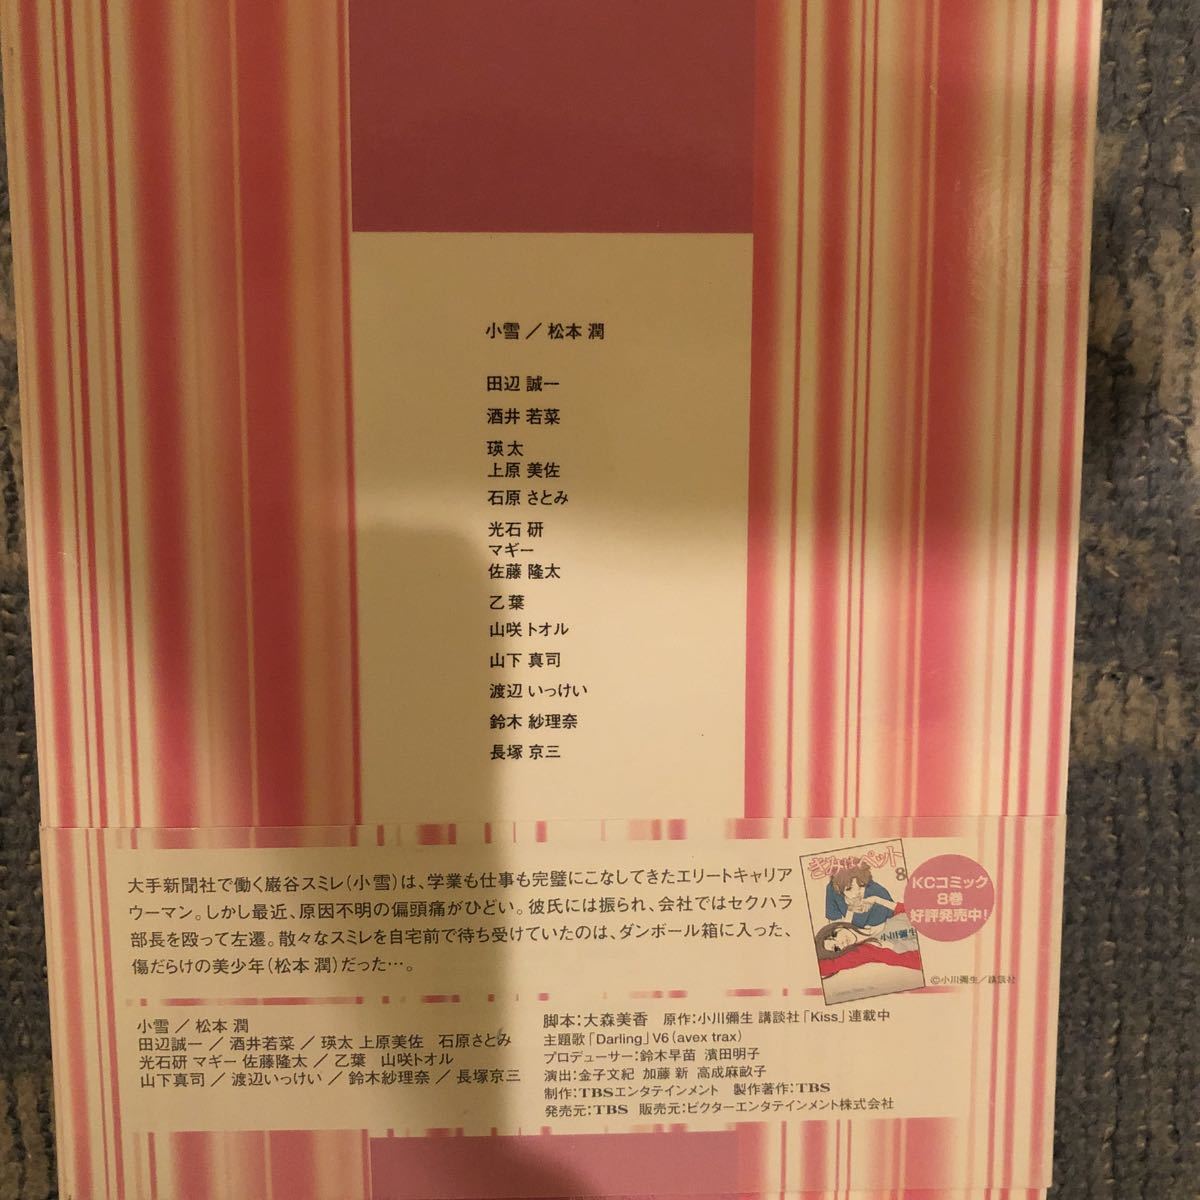 小雪 ／ 松本 潤
田辺 誠一
酒井 若菜
瑛太
上原 美佐
石原 さとみ
光石 研
マギー
佐藤 隆太
乙葉
山咲 トオル
山下 真司
渡辺 いっけい
鈴木 紗理奈
長塚 京三
大手新聞社で働く巌谷スミレ（小雪）は、学業も仕事も完璧にこなしてきたエリートキャリア
ウーマン。しかし最近、原因不明の偏頭痛がひどい。彼氏には振られ、会社ではセクハラ
部長を殴って左遷。散々なスミレを自宅前で待ち受けていたのは、ダンボール箱に入った、
傷だらけの美少年（松本 潤）だった…。
きみはペット
8
小川彌生
KCコミック
8巻
好評発売中！
©小川彌生／講談社
小雪 ／ 松本 潤
田辺誠一 ／ 酒井若菜 ／ 瑛太 上原美佐 石原さとみ
光石研 マギー 佐藤隆太 ／ 乙葉 山咲トオル
山下真司 ／ 渡辺いっけい ／ 鈴木紗理奈 ／ 長塚京三
脚本：大森美香 原作：小川彌生 講談社「Kiss」連載中
主題歌「Darling」V6（avex trax）
プロデューサー：鈴木早苗 濱田明子
演出：金子文紀 加藤 新 高成麻畝子
制作：TBSエンタテインメント 製作著作：TBS
発売元：TBS 販売元：ビクターエンタテインメント株式会社